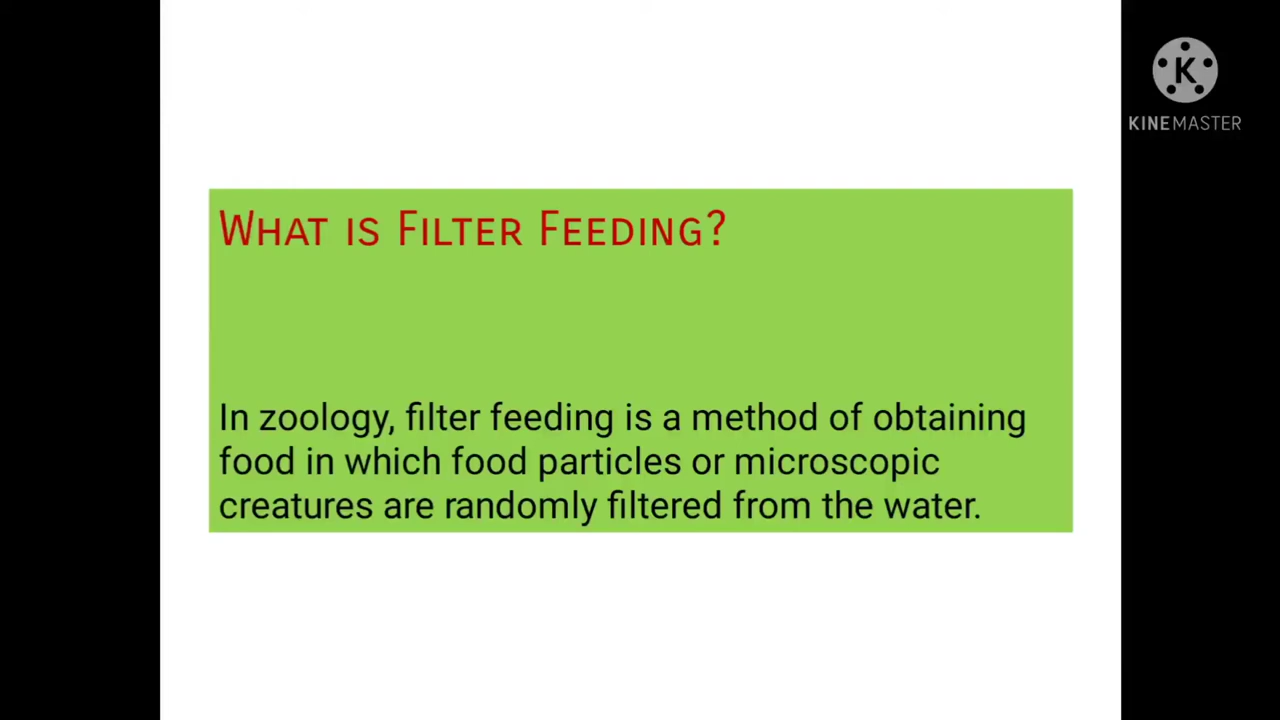 K
KINEMASTER
What is Filter Feeding?
In zoology, filter feeding is a method of obtaining
food in which food particles or microscopic
creatures are randomly filtered from the water.